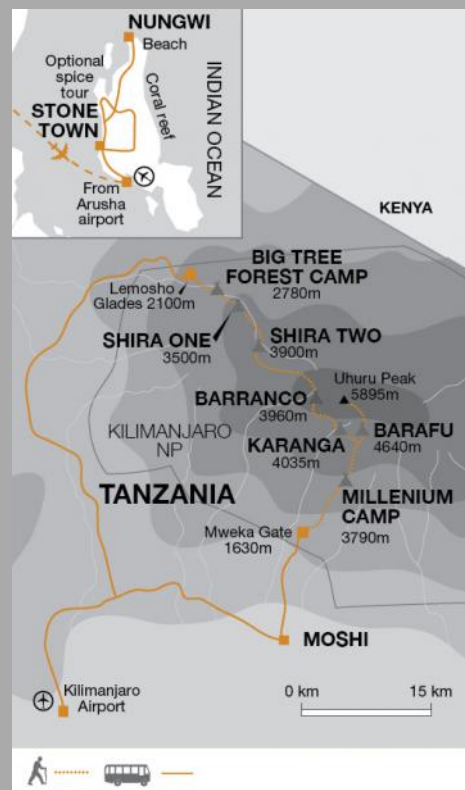 NUNGWI
Beach
Optional
spice
tour
STONE
TOWN
Coral reef
INDIAN OCEAN
From
Arusha
airport
KENYA
BIG TREE
FOREST CAMP
2780m
Lemosho
Glades 2100m
SHIRA ONE
3500m
SHIRA TWO
3900m
Uhuru Peak
5895m
BARRANCO
3960m
BARAFU
4640m
KILIMANJARO
NP
KARANGA
4035m
TANZANIA
MILLENIUM
CAMP
3790m
Mweka Gate
1630m
MOSHI
Kilimanjaro
Airport
0 km 15 km